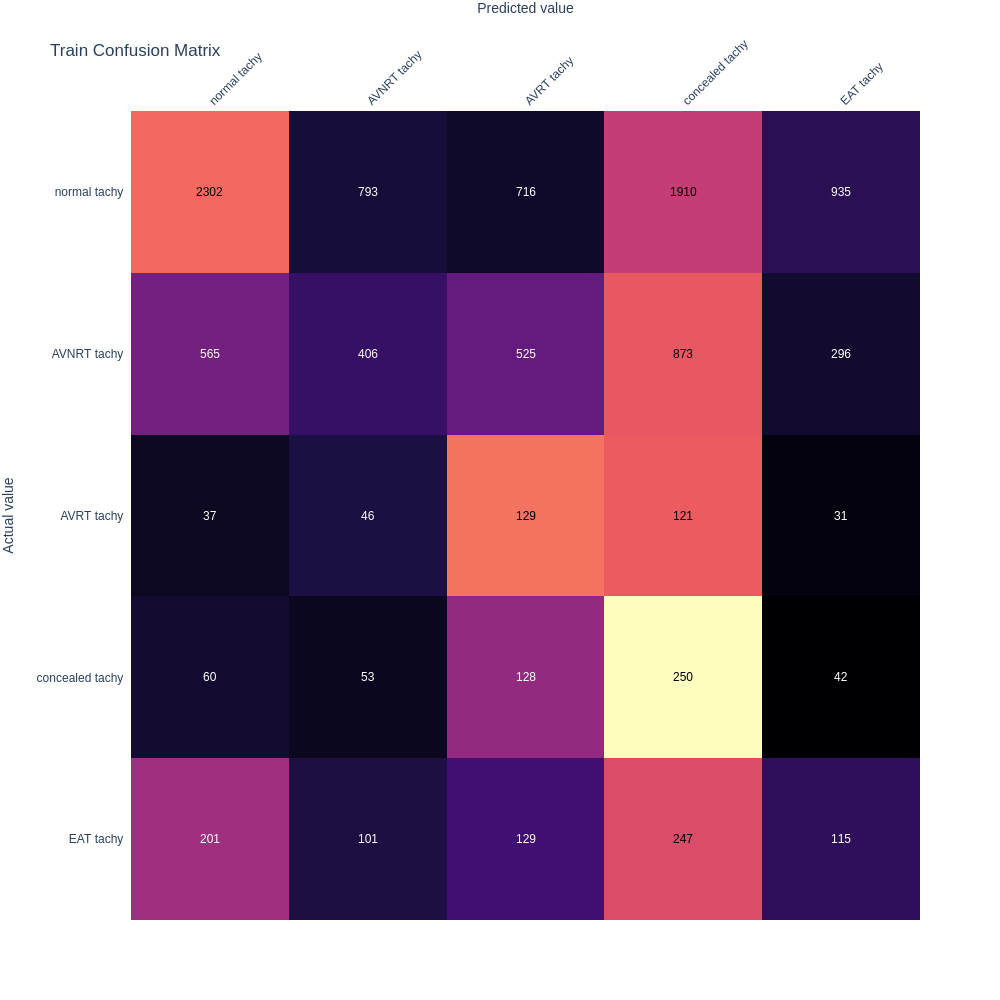 Predicted value
Train Confusion Matrix
normal tachy AVNRT tachy AVRT tachy concealed tachy EAT tachy
normal tachy 2302 793 716 1910 935
AVNRT tachy 565 406 525 873 296
Actual value
AVRT tachy 37 46 129 121 31
concealed tachy 60 53 128 250 42
EAT tachy 201 101 129 247 115